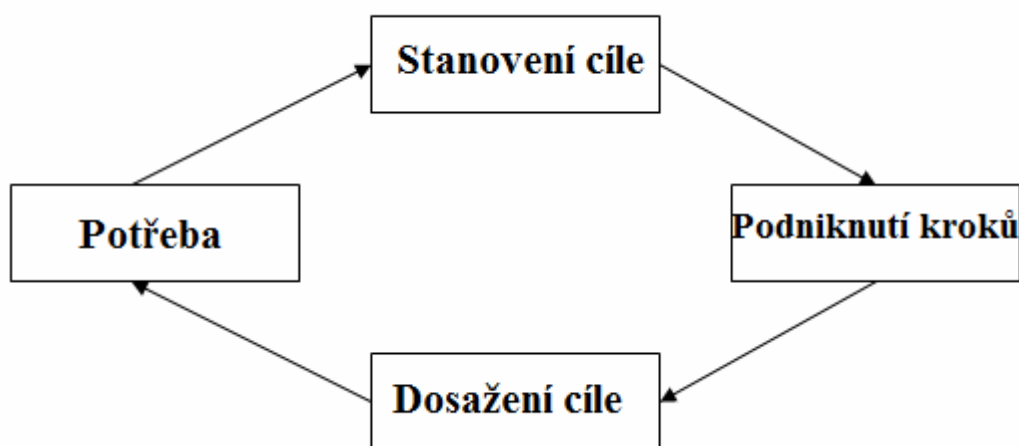 Stanovení cíle
Potřeba
Podniknutí kroků
Dosažení cíle